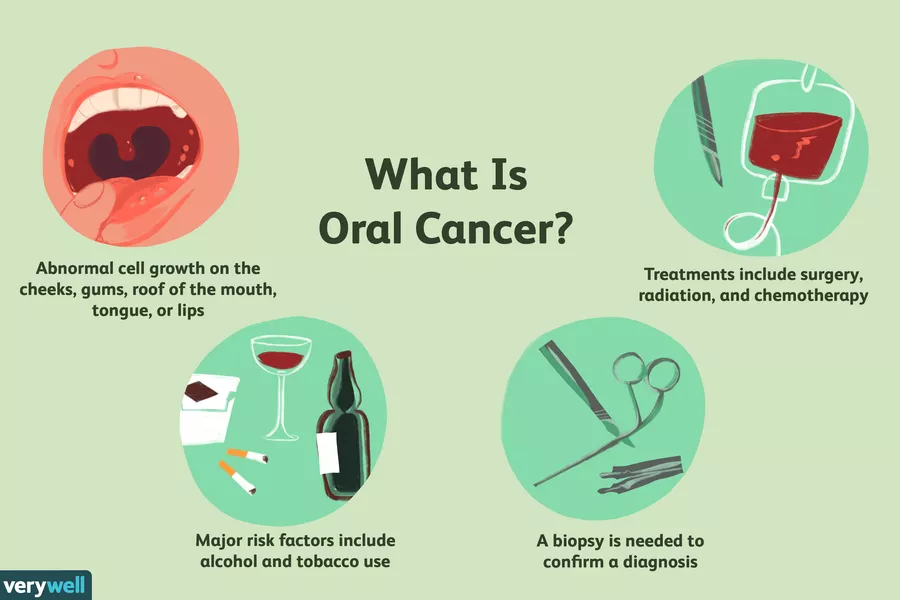 What Is
Oral Cancer?
Abnormal cell growth on the
cheeks, gums, roof of the mouth,
tongue, or lips
Treatments include surgery,
radiation, and chemotherapy
Major risk factors include
alcohol and tobacco use
A biopsy is needed to
confirm a diagnosis
verywell